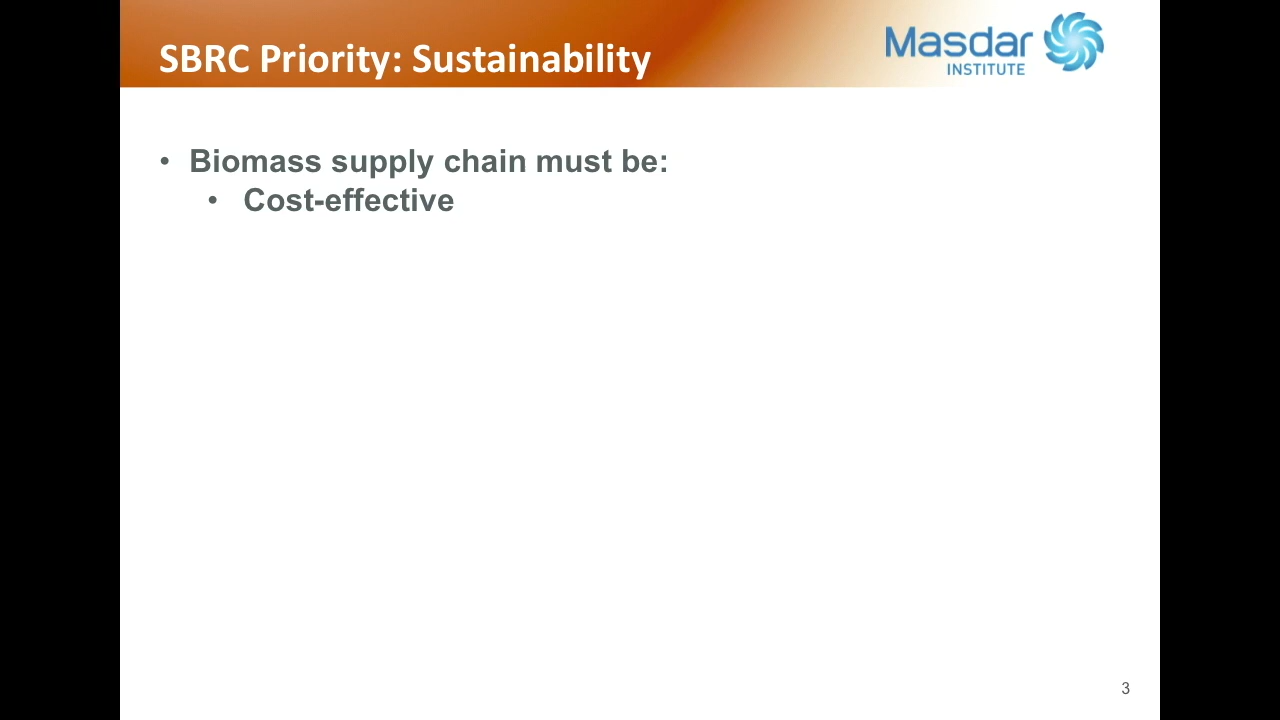 SBRC Priority: Sustainability
Masdar
INSTITUTE
• Biomass supply chain must be:
• Cost-effective
3